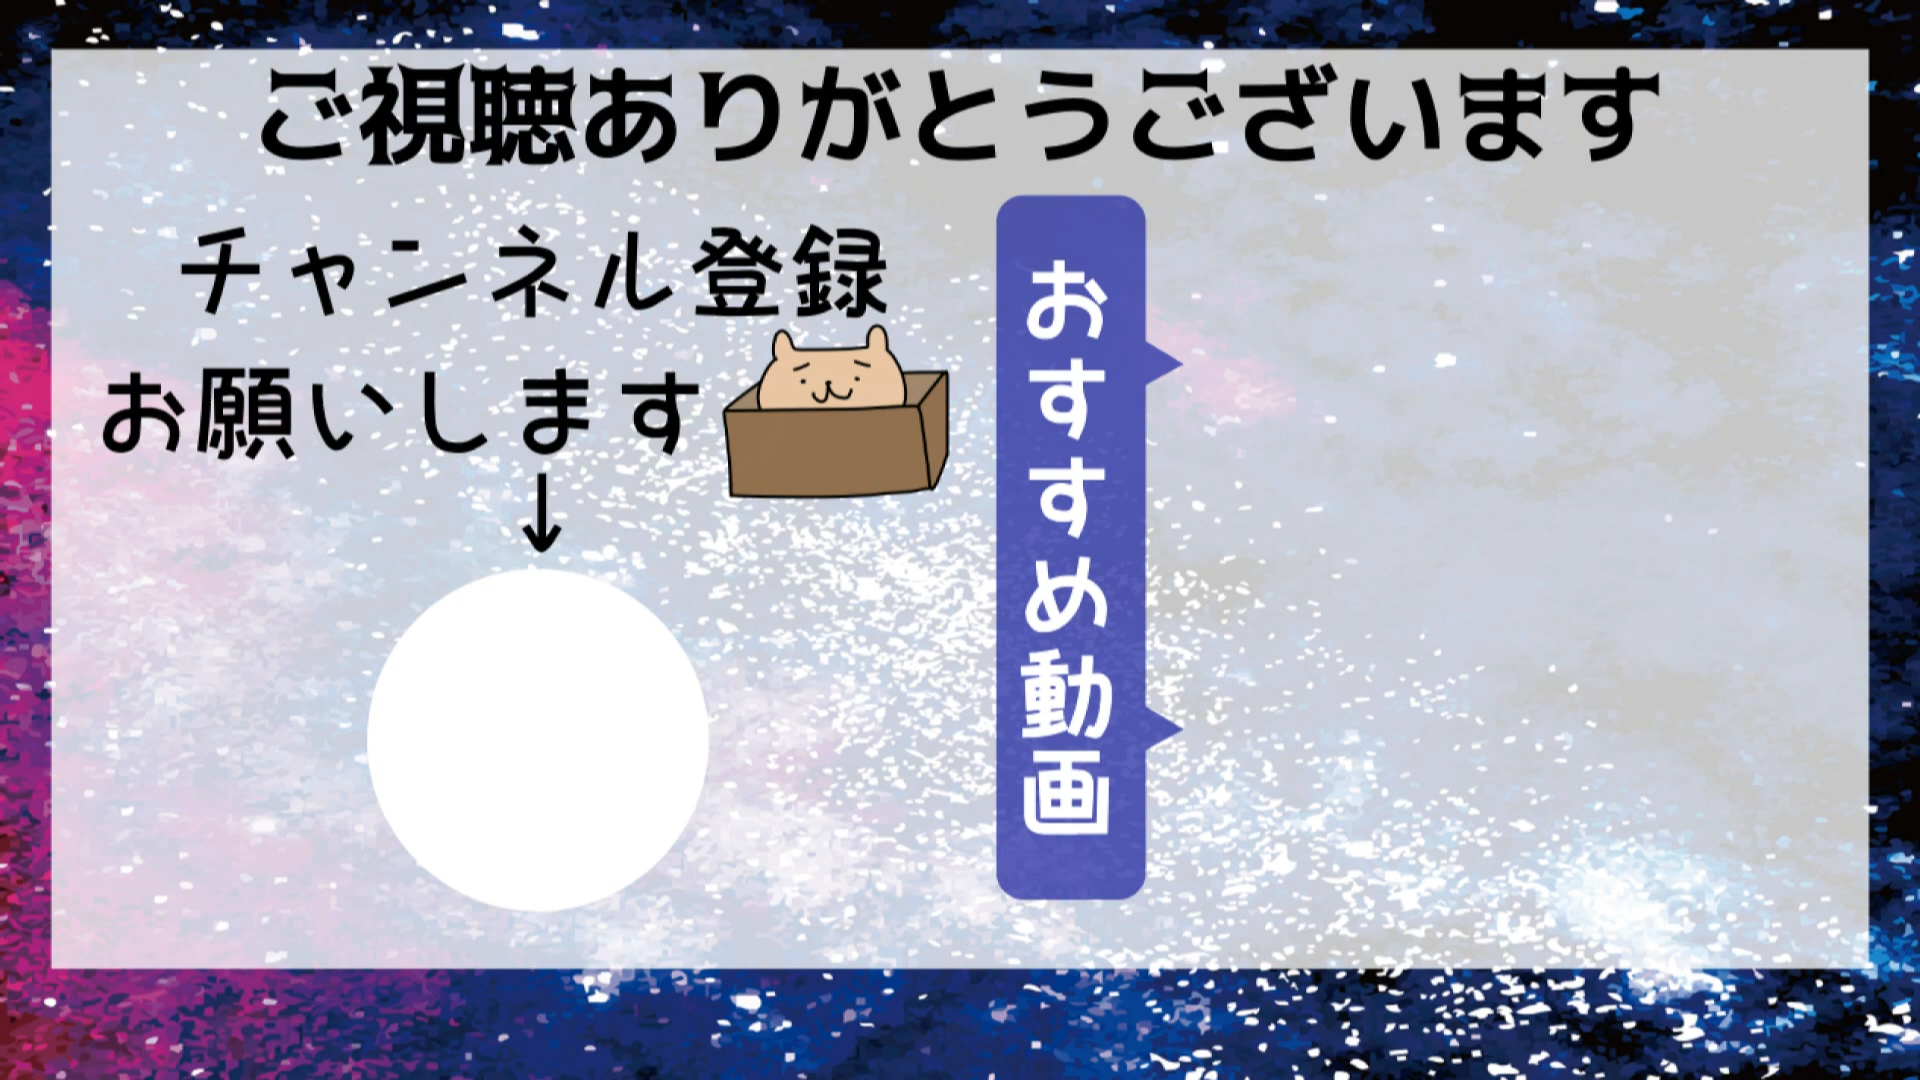 ご視聴ありがとうございます
チャンネル登録
お願いします
↓
おすすめ動画